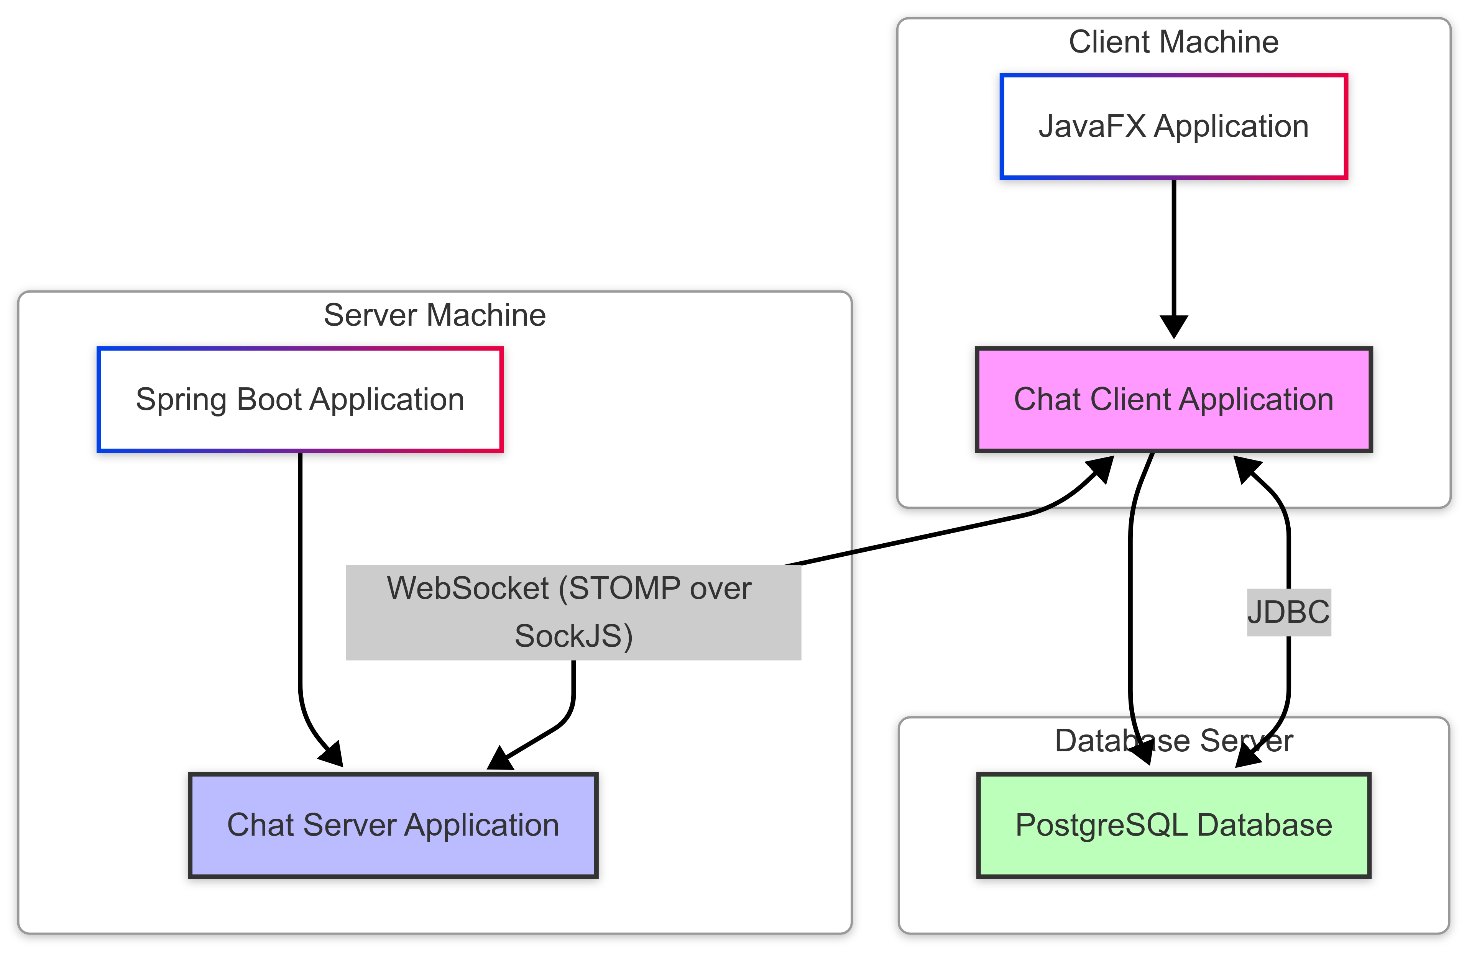 Client Machine
JavaFX Application
Server Machine
Spring Boot Application
Chat Client Application
WebSocket (STOMP over
SockJS)
JDBC
Database Server
Chat Server Application
PostgreSQL Database